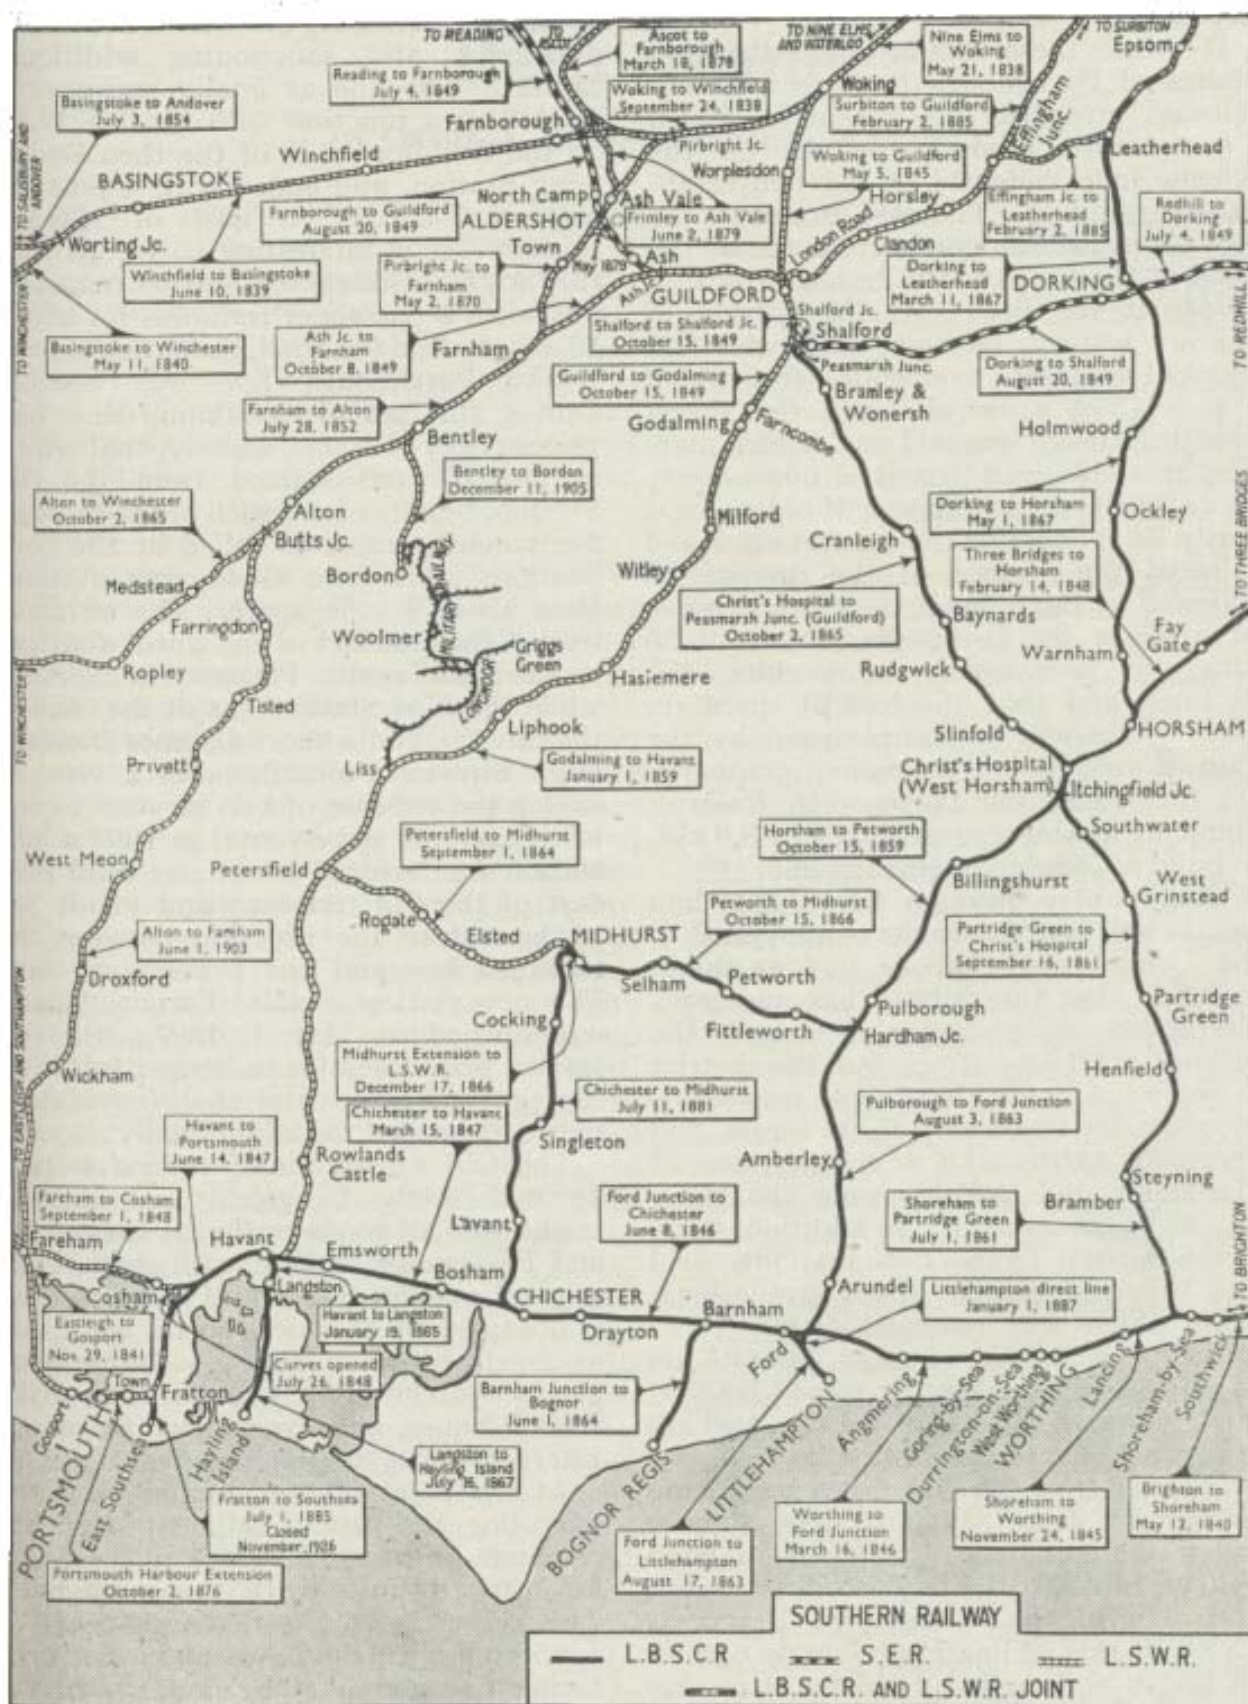 TO READING
TO ASCOT
TO NINE ELMS
AND WATERLOO
TO SURBITON
Epsom
Ascot to
Farnborough
March 18, 1878
Nine Elms to
Woking
May 21, 1838
Reading to Farnborough
July 4, 1849
Woking to Winchfield
September 24, 1838
Woking
Surbiton to Guildford
February 2, 1885
Effingham
Junc.
Basingstoke to Andover
July 3, 1854
Farnborough
Pirbright Jc.
Leatherhead
Winchfield
Worplesdon
Woking to Guildford
May 5, 1845
BASINGSTOKE
North Camp
Ash Vale
Horsley
Effingham Jc. to
Leatherhead
February 2, 1885
Redhill to
Dorking
July 4, 1849
TO SALISBURY AND
ANDOVER
Farnborough to Guildford
August 20, 1849
ALDERSHOT
Town
Frimley to Ash Vale
June 2, 1879
London Road
Clandon
Worting Jc.
May 1879
Ash
Ash Jc.
Winchfield to Basingstoke
June 10, 1839
Pirbright Jc. to
Farnham
May 2, 1870
GUILDFORD
Dorking to
Leatherhead
March 11, 1867
DORKING
TO REDHILL
TO WINCHESTER
Basingstoke to Winchester
May 11, 1840
Ash Jc. to
Farnham
October 8, 1849
Farnham
Shalford to Shalford Jc.
October 15, 1849
Shalford Jc.
Shalford
Peasmarsh Junc.
Guildford to Godalming
October 15, 1849
Dorking to Shalford
August 20, 1849
Bramley &
Wonersh
Farnham to Alton
July 28, 1852
Bentley
Godalming
Farncombe
Holmwood
Bentley to Bordon
December 11, 1905
Alton to Winchester
October 2, 1865
Alton
Butts Jc.
Milford
Dorking to Horsham
May 1, 1867
Ockley
Cranleigh
Three Bridges to
Horsham
February 14, 1848
TO THREE BRIDGES
Medstead
Bordon
LONGMOOR MILITARY RAILWAY
Witley
Christ's Hospital to
Peasmarsh Junc. (Guildford)
October 2, 1865
Baynards
Farringdon
Woolmer
Griggs
Green
Fay
Gate
Warnham
Ropley
Haslemere
Rudgwick
TO WINCHESTER
Tisted
Liphook
Slinfold
HORSHAM
Privett
Liss
Godalming to Havant
January 1, 1859
Christ's Hospital
(West Horsham)
Itchingfield Jc.
Southwater
Petersfield to Midhurst
September 1, 1864
Horsham to Petworth
October 15, 1859
West Meon
Petersfield
Billingshurst
West
Grinstead
Rogate
Petworth to Midhurst
October 15, 1866
Elsted
MIDHURST
Partridge Green to
Christ's Hospital
September 16, 1861
Alton to Fareham
June 1, 1903
Droxford
Selham
Petworth
Pulborough
Partridge
Green
Cocking
Fittleworth
Hardham Jc.
TO EASTLEIGH AND SOUTHAMPTON
Wickham
Midhurst Extension to
L.S.W.R.
December 17, 1866
Henfield
Chichester to Midhurst
July 11, 1881
Pulborough to Ford Junction
August 3, 1863
Havant to
Portsmouth
June 14, 1847
Chichester to Havant
March 15, 1847
Singleton
Rowlands
Castle
Amberley
Steyning
Bramber
Fareham to Cosham
September 1, 1848
Lavant
Ford Junction to
Chichester
June 8, 1846
Shoreham to
Partridge Green
July 1, 1861
TO BRIGHTON
Fareham
Havant
Emsworth
Cosham
Langston
Bosham
CHICHESTER
Drayton
Barnham
Arundel
Littlehampton direct line
January 1, 1887
Eastleigh to
Gosport
Nov. 29, 1841
Havant to Langston
January 19, 1865
Curves opened
July 26, 1848
Ford
Town
Fratton
Gosport
PORTSMOUTH
East Southsea
Hayling
Island
Barnham Junction to
Bognor
June 1, 1864
BOGNOR REGIS
LITTLEHAMPTON
Angmering
Goring-by-Sea
Durrington-on-Sea
West Worthing
WORTHING
Lancing
Shoreham-by-Sea
Southwick
Langston to
Hayling Island
July 16, 1867
Fratton to Southsea
July 1, 1885
Closed
November, 1926
Portsmouth Harbour Extension
October 2, 1876
Ford Junction to
Littlehampton
August 17, 1863
Worthing to
Ford Junction
March 16, 1846
Shoreham to
Worthing
November 24, 1845
Brighton to
Shoreham
May 12, 1840
SOUTHERN RAILWAY
L.B.S.C.R
S.E.R.
L.S.W.R.
L.B.S.C.R. AND L.S.W.R. JOINT